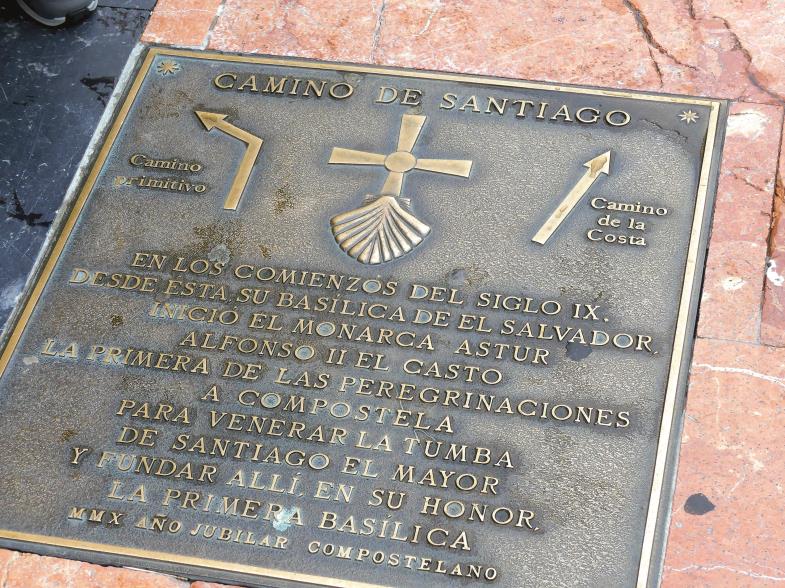 CAMINO DE SANTIAGO
Camino
primitivo
Camino
de la
Costa
EN LOS COMIENZOS DEL SIGLO IX.
DESDE ESTA, SU BASÍLICA DE EL SALVADOR,
INICIÓ EL MONARCA ASTUR
ALFONSO II EL CASTO
LA PRIMERA DE LAS PEREGRINACIONES
A COMPOSTELA
PARA VENERAR LA TUMBA
DE SANTIAGO EL MAYOR
Y FUNDAR ALLÍ, EN SU HONOR,
LA PRIMERA BASÍLICA
MMX AÑO JUBILAR COMPOSTELANO